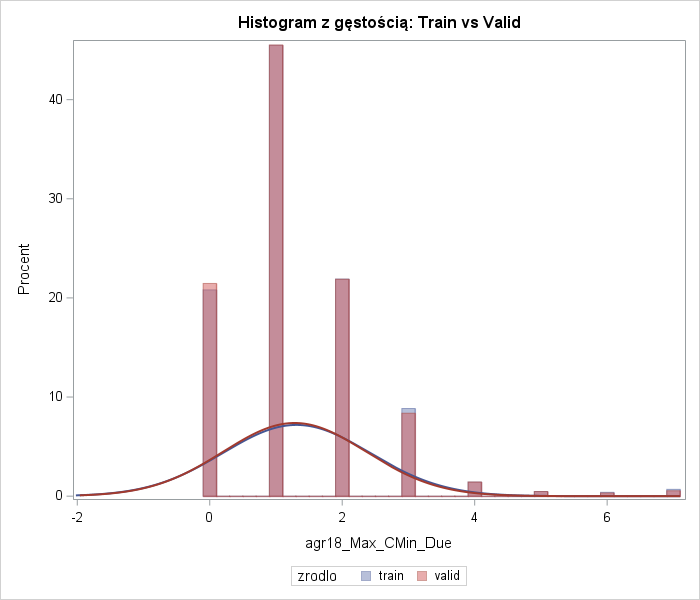 Histogram z gęstością: Train vs Valid
Procent
40
30
20
10
0
-2
0
2
4
6
agr18_Max_CMin_Due
zrodlo train valid